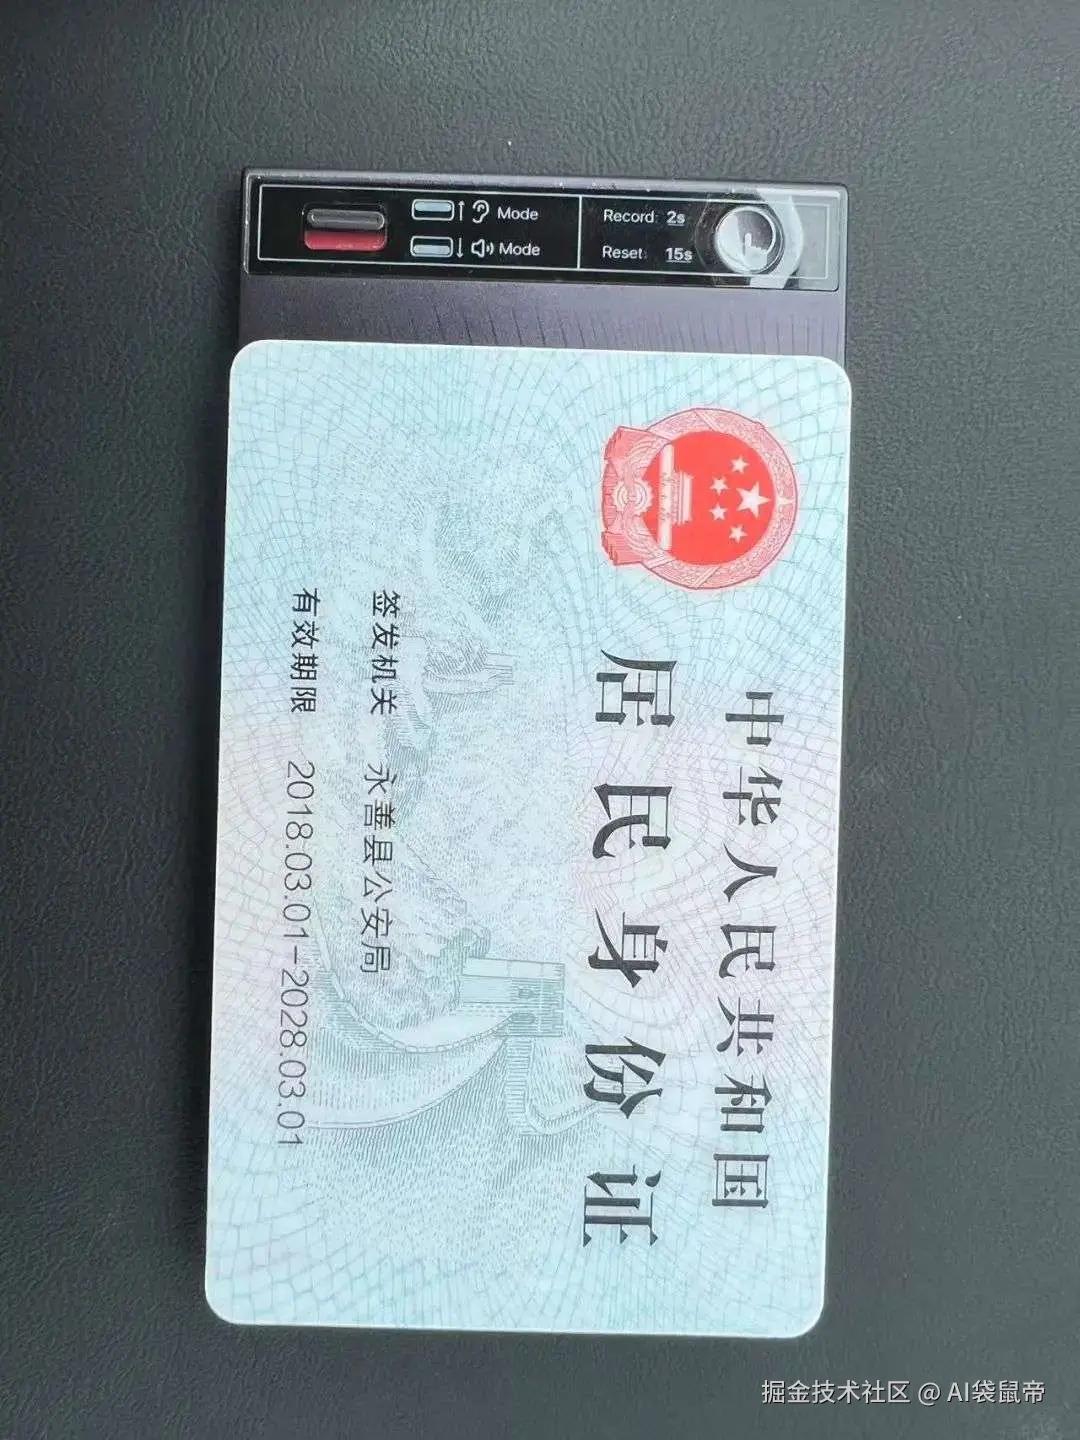 Mode
Mode
Record: 2s
Reset: 15s
中华人民共和国
居民身份证
签发机关 永善县公安局
有效期限 2018.03.01-2028.03.01
掘金技术社区 @ AI袋鼠帝